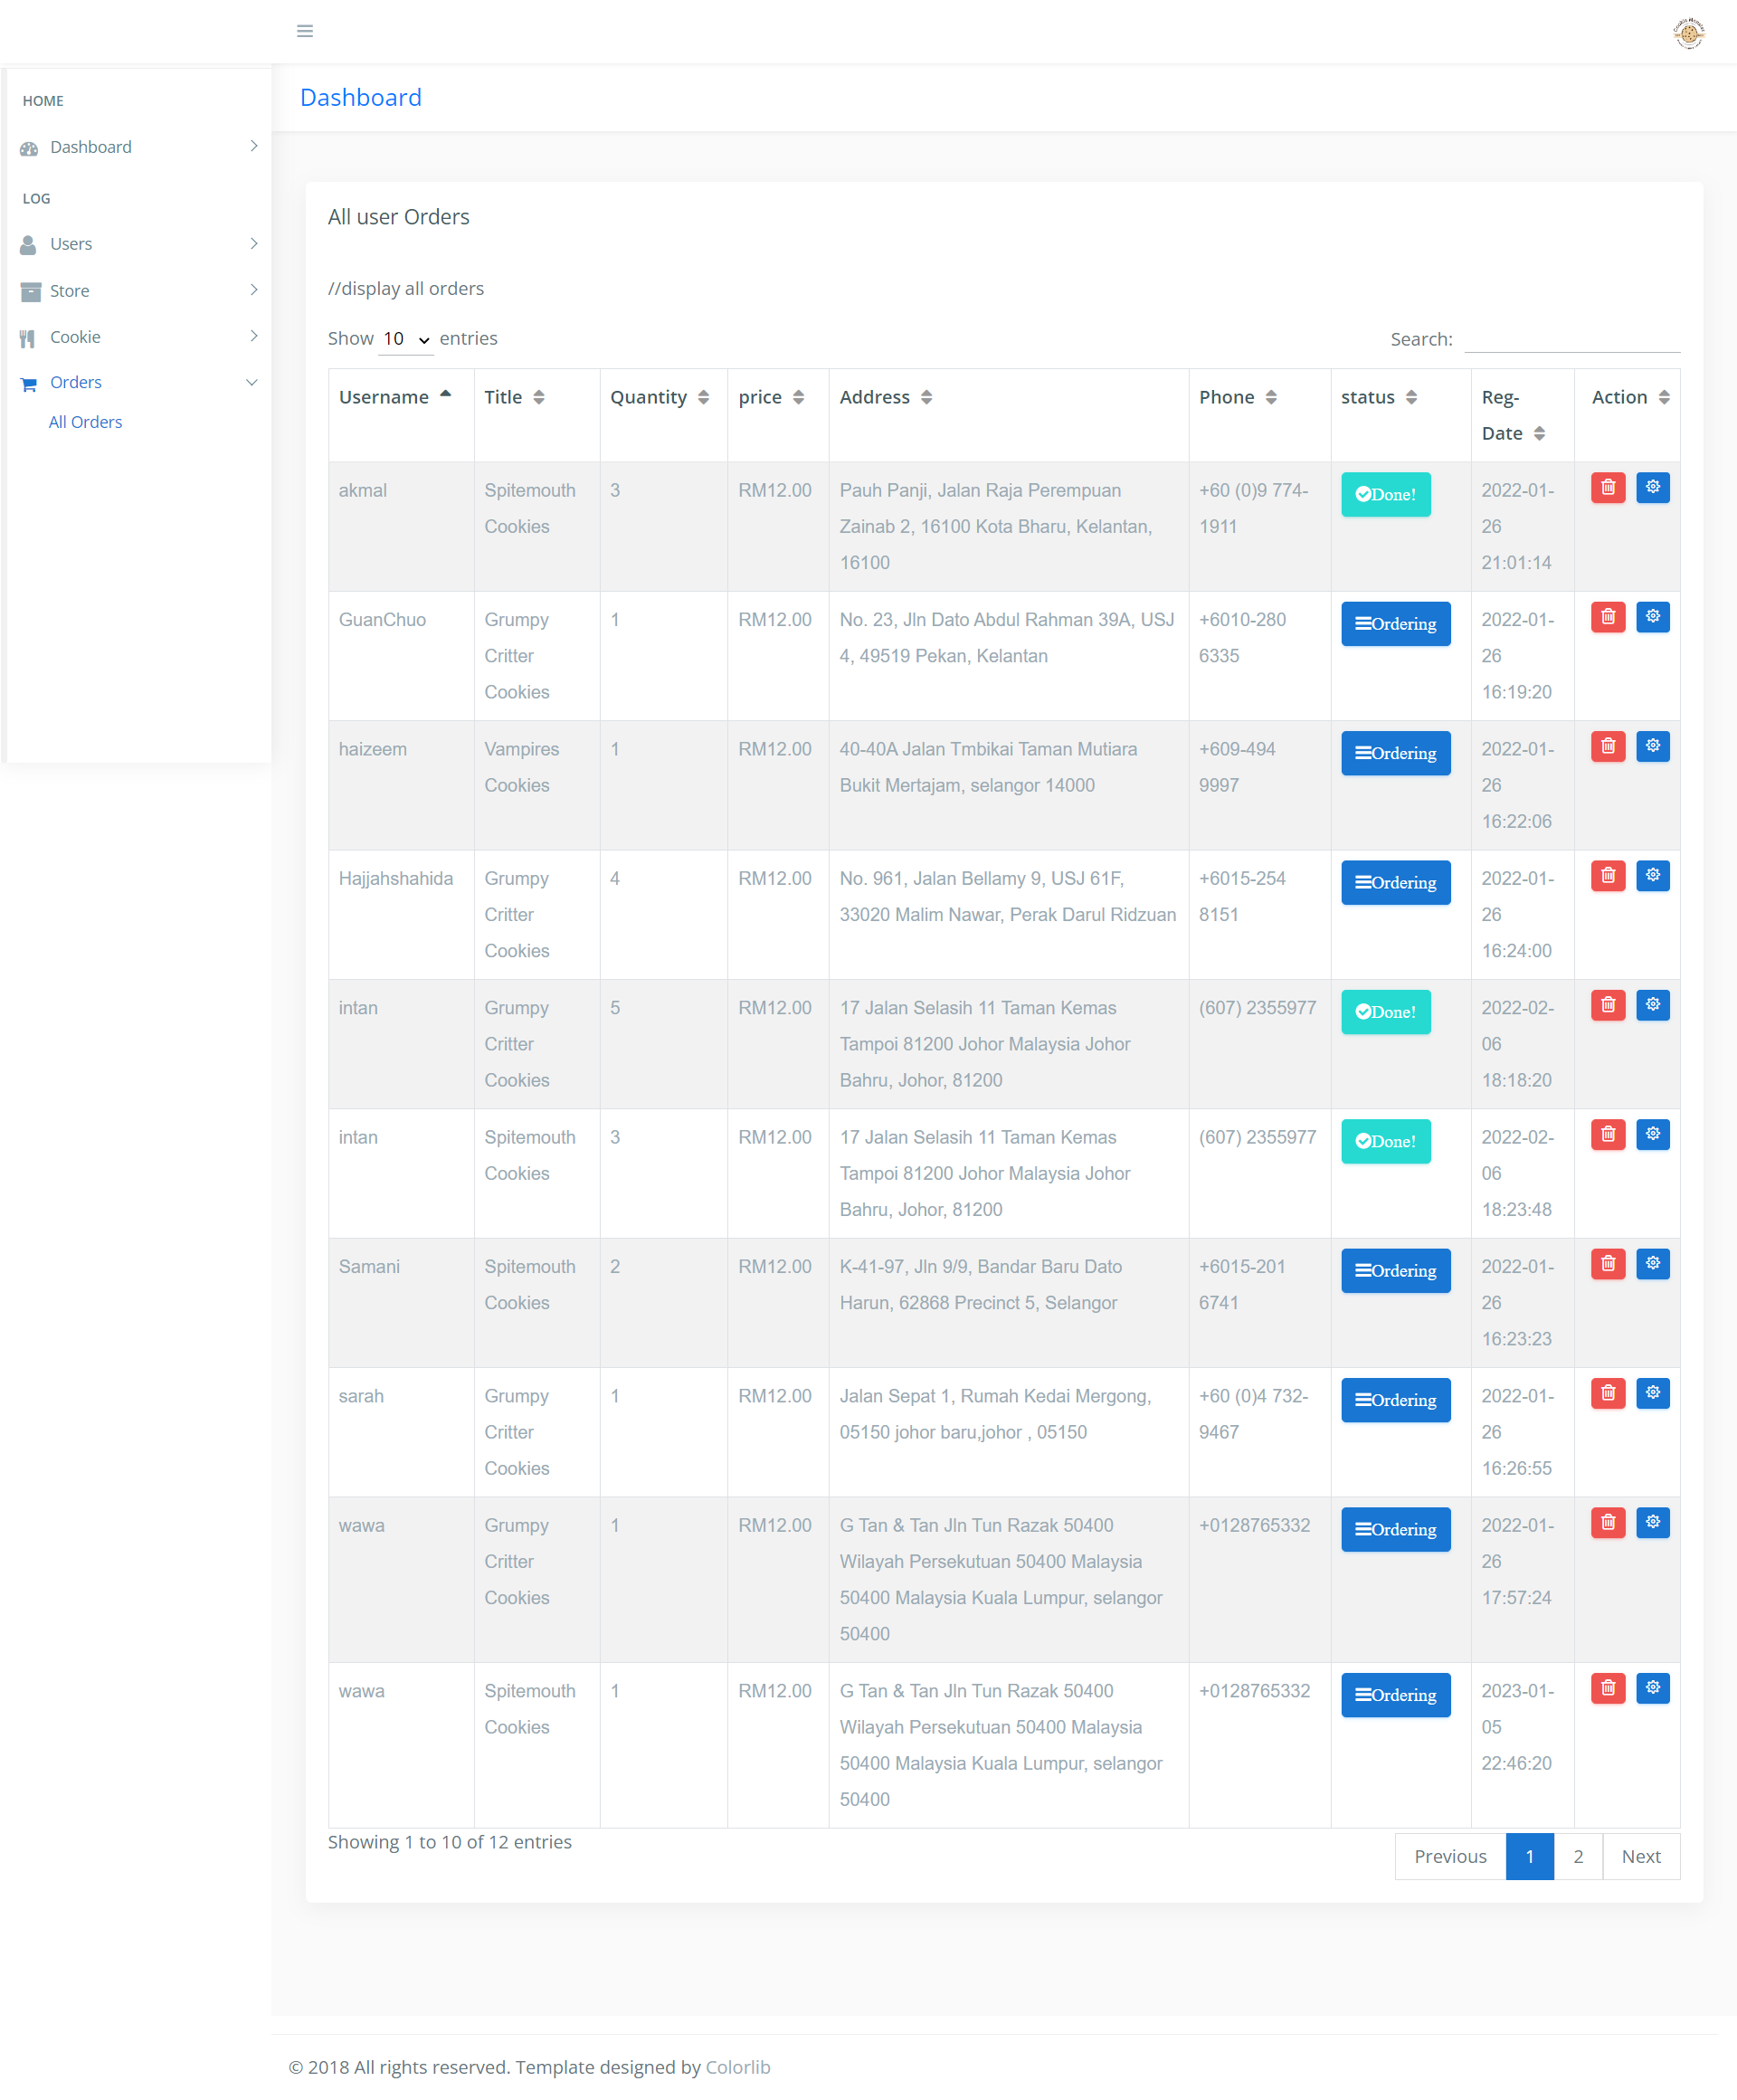 Dashboard
HOME
Dashboard
LOG
Users
Store
Cookie
Orders
All Orders
All user Orders
//display all orders
Show 10 entries
Search:
Username Title Quantity price Address Phone status Reg-
Date Action
akmal Spitemouth 3 RM12.00 Pauh Panji, Jalan Raja Perempuan +60 (0)9 774- Done! 2022-01-
Cookies Zainab 2, 16100 Kota Bharu, Kelantan, 1911 26
16100 21:01:14
GuanChuo Grumpy 1 RM12.00 No. 23, Jln Dato Abdul Rahman 39A, USJ +6010-280 Ordering 2022-01-
Critter 4, 49519 Pekan, Kelantan 6335 26
Cookies 16:19:20
haizeem Vampires 1 RM12.00 40-40A Jalan Tmbikai Taman Mutiara +609-494 Ordering 2022-01-
Cookies Bukit Mertajam, selangor 14000 9997 26
16:22:06
Hajjahshahida Grumpy 4 RM12.00 No. 961, Jalan Bellamy 9, USJ 61F, +6015-254 Ordering 2022-01-
Critter 33020 Malim Nawar, Perak Darul Ridzuan 8151 26
Cookies 16:24:00
intan Grumpy 5 RM12.00 17 Jalan Selasih 11 Taman Kemas (607) 2355977 Done! 2022-02-
Critter Tampoi 81200 Johor Malaysia Johor 06
Cookies Bahru, Johor, 81200 18:18:20
intan Spitemouth 3 RM12.00 17 Jalan Selasih 11 Taman Kemas (607) 2355977 Done! 2022-02-
Cookies Tampoi 81200 Johor Malaysia Johor 06
Bahru, Johor, 81200 18:23:48
Samani Spitemouth 2 RM12.00 K-41-97, Jln 9/9, Bandar Baru Dato +6015-201 Ordering 2022-01-
Cookies Harun, 62868 Precinct 5, Selangor 6741 26
16:23:23
sarah Grumpy 1 RM12.00 Jalan Sepat 1, Rumah Kedai Mergong, +60 (0)4 732- Ordering 2022-01-
Critter 05150 johor baru,johor , 05150 9467 26
Cookies 16:26:55
wawa Grumpy 1 RM12.00 G Tan & Tan Jln Tun Razak 50400 +0128765332 Ordering 2022-01-
Critter Wilayah Persekutuan 50400 Malaysia 26
Cookies 50400 Malaysia Kuala Lumpur, selangor 17:57:24
50400
wawa Spitemouth 1 RM12.00 G Tan & Tan Jln Tun Razak 50400 +0128765332 Ordering 2023-01-
Cookies Wilayah Persekutuan 50400 Malaysia 05
50400 Malaysia Kuala Lumpur, selangor 22:46:20
50400
Showing 1 to 10 of 12 entries
Previous 1 2 Next
© 2018 All rights reserved. Template designed by Colorlib